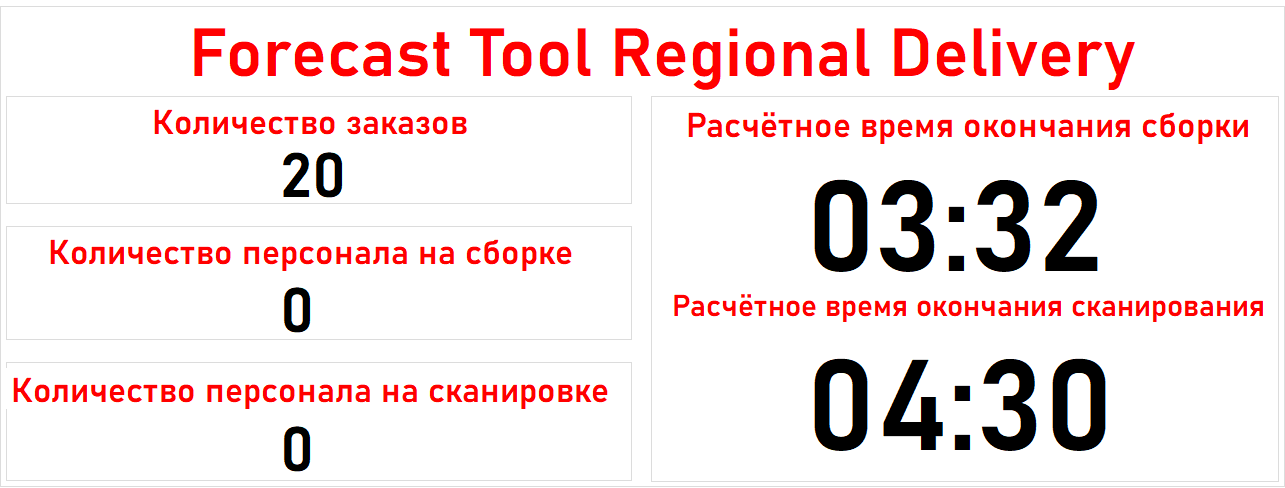 Forecast Tool Regional Delivery
Количество заказов
20
Количество персонала на сборке
0
Количество персонала на сканировке
0
Расчётное время окончания сборки
03:32
Расчётное время окончания сканирования
04:30